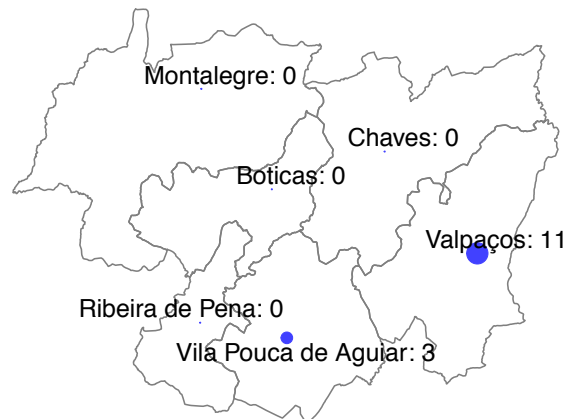 Montalegre: 0
Chaves: 0
Boticas: 0
Valpaços: 11
Ribeira de Pena: 0
Vila Pouca de Aguiar: 3